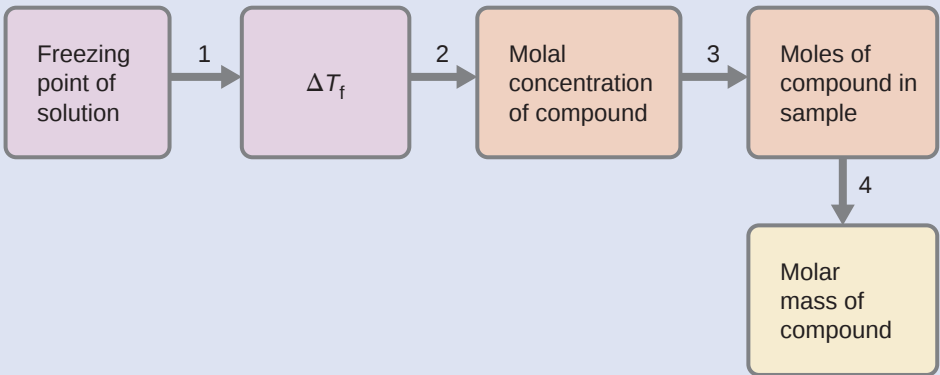 Freezing
point of
solution
1
ΔTf
2
Molal
concentration
of compound
3
Moles of
compound in
sample
4
Molar
mass of
compound